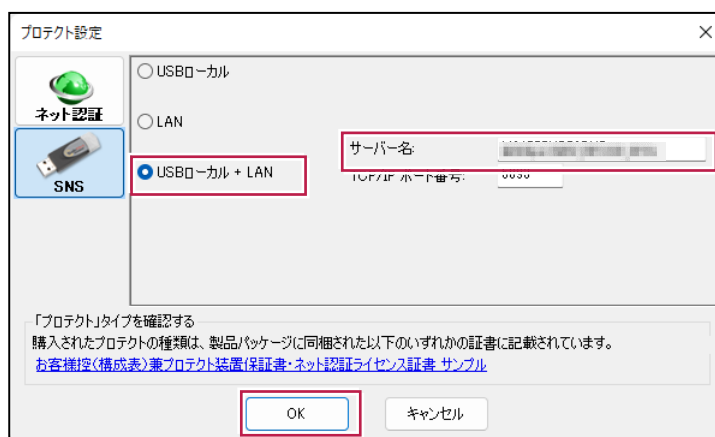 プロテクト設定
ネット認証
SNS
USBローカル
LAN
USBローカル + LAN
サーバー名:
TCP/IP ポート番号:
「プロテクト」タイプを確認する
購入されたプロテクトの種類は、製品パッケージに同梱された以下のいずれかの証書に記載されています。
お客様控(構成表)兼プロテクト装置保証書・ネット認証ライセンス証書 サンプル
OK
キャンセル